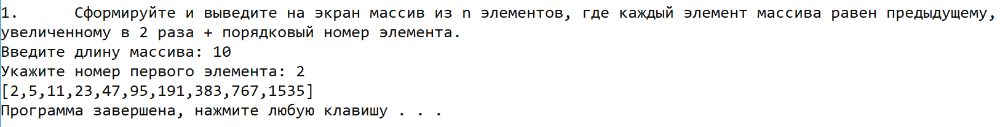 1.      Сформируйте и выведите на экран массив из n элементов, где каждый элемент массива равен предыдущему,
увеличенному в 2 раза + порядковый номер элемента.
Введите длину массива: 10
Укажите номер первого элемента: 2
[2,5,11,23,47,95,191,383,767,1535]
Программа завершена, нажмите любую клавишу . . .